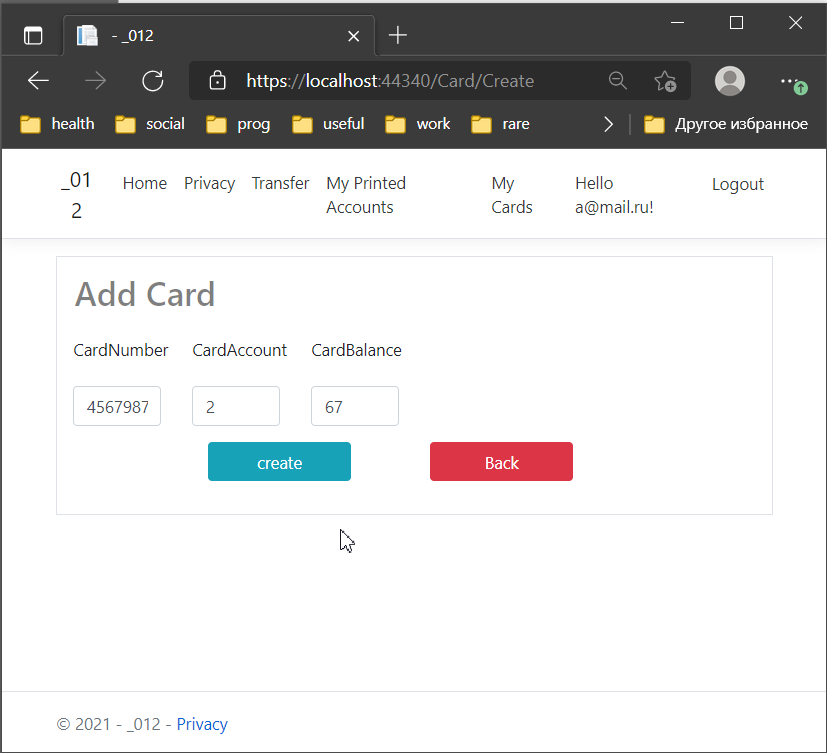 - _012
https://localhost:44340/Card/Create
health social prog useful work rare Другое избранное
_01
2
Home Privacy Transfer My Printed
Accounts
My
Cards
Hello
a@mail.ru!
Logout
Add Card
CardNumber CardAccount CardBalance
4567987 2 67
create Back
© 2021 - _012 - Privacy